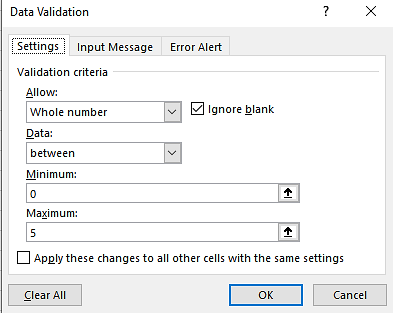 Data Validation ? ×
Settings Input Message Error Alert
Validation criteria
Allow:
Whole number Ignore blank
Data:
between
Minimum:
0
Maximum:
5
Apply these changes to all other cells with the same settings
Clear All OK Cancel